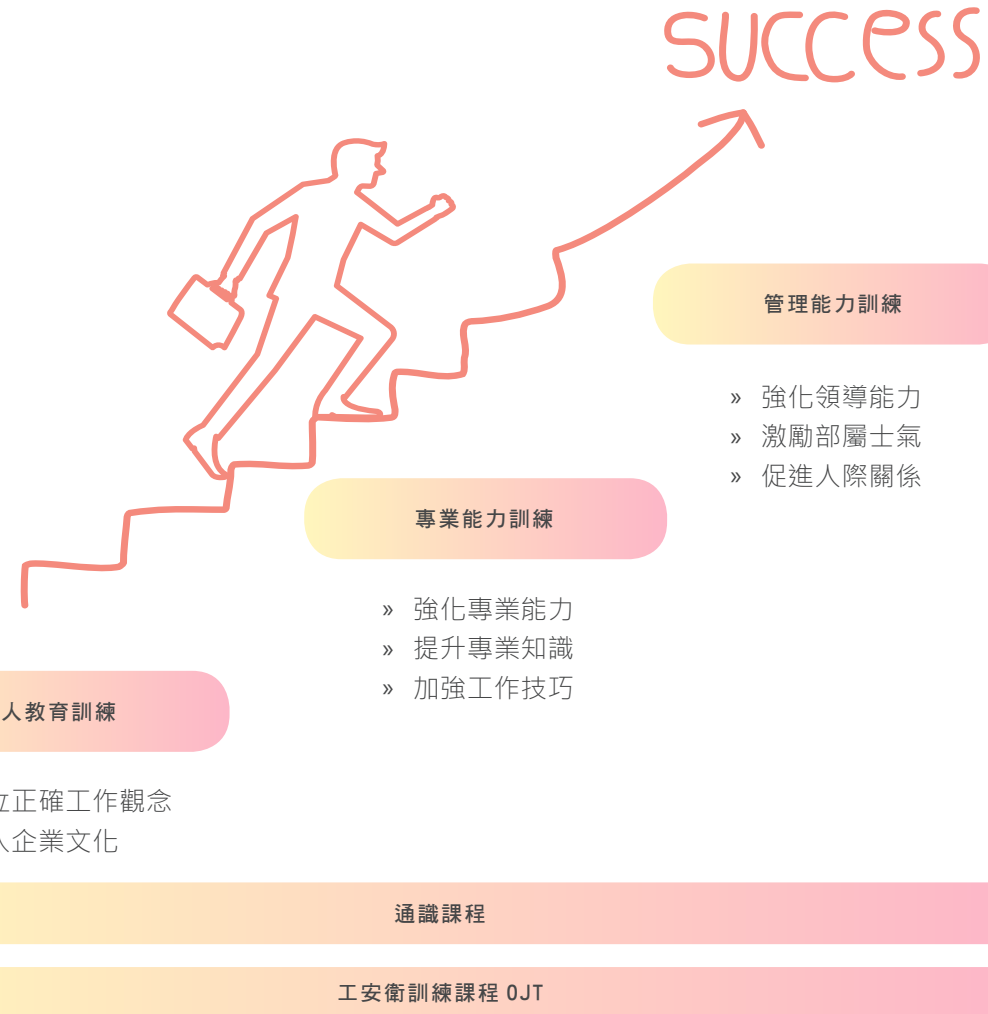 success
管理能力訓練
» 強化領導能力
» 激勵部屬士氣
» 促進人際關係
專業能力訓練
» 強化專業能力
» 提升專業知識
» 加強工作技巧
人教育訓練
正確工作觀念
企業文化
通識課程
工安衛訓練課程 OJT